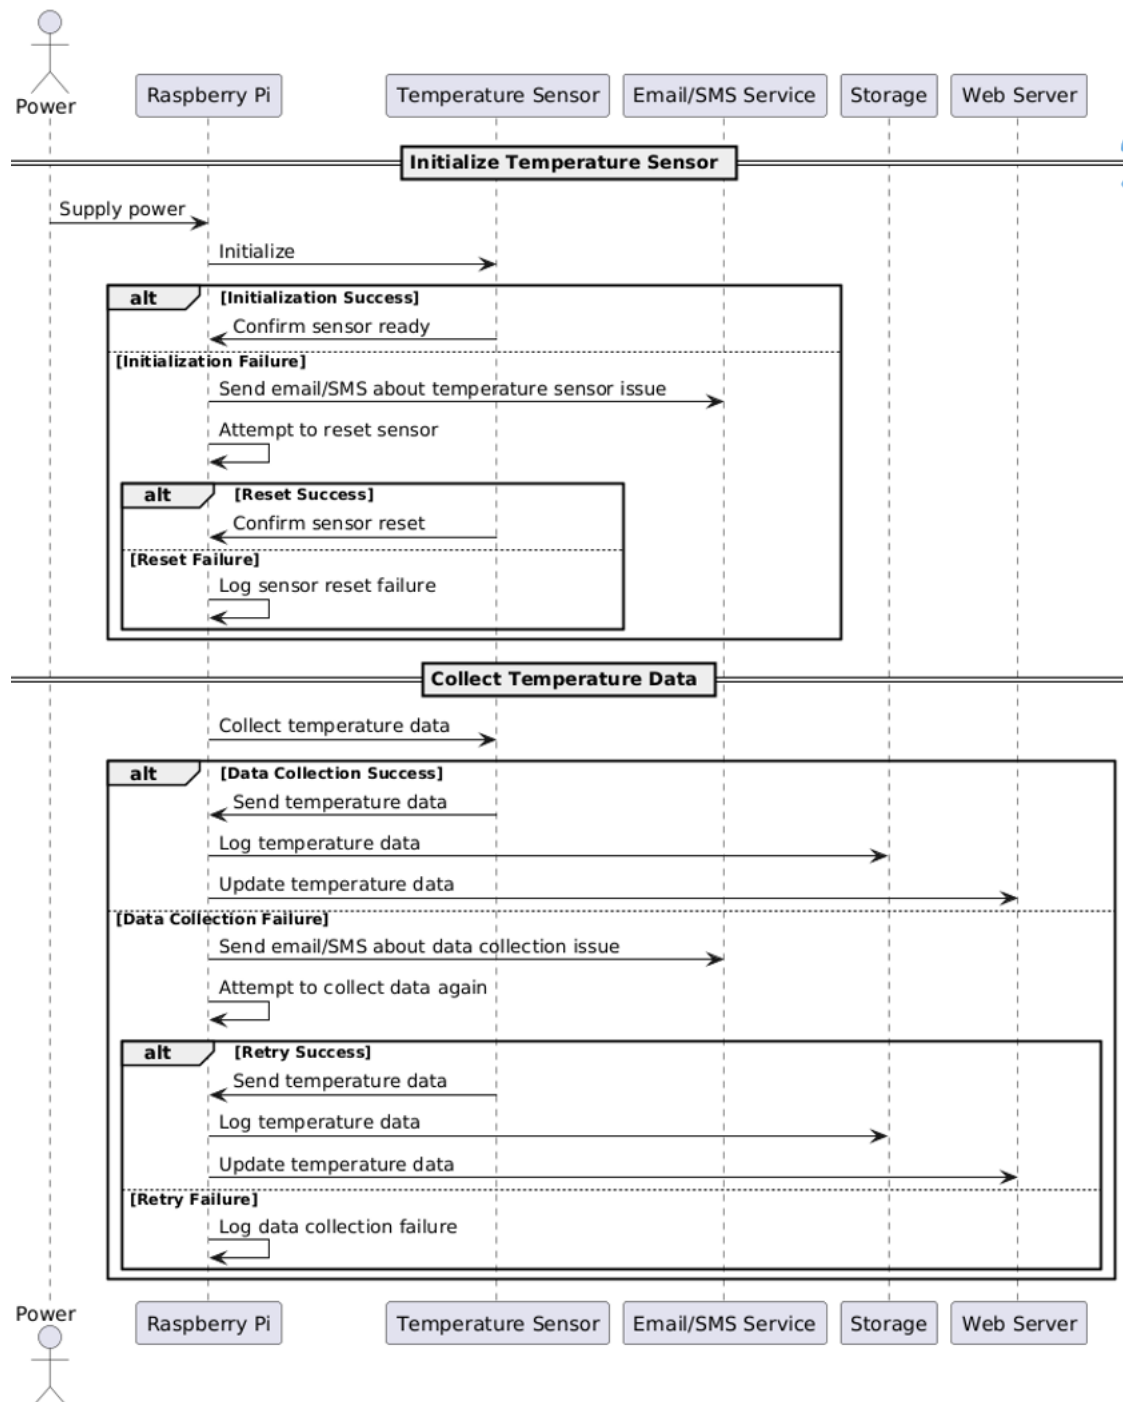 Power
Raspberry Pi
Temperature Sensor
Email/SMS Service
Storage
Web Server
Initialize Temperature Sensor
Supply power
Initialize
alt
[Initialization Success]
Confirm sensor ready
[Initialization Failure]
Send email/SMS about temperature sensor issue
Attempt to reset sensor
alt
[Reset Success]
Confirm sensor reset
[Reset Failure]
Log sensor reset failure
Collect Temperature Data
Collect temperature data
alt
[Data Collection Success]
Send temperature data
Log temperature data
Update temperature data
[Data Collection Failure]
Send email/SMS about data collection issue
Attempt to collect data again
alt
[Retry Success]
Send temperature data
Log temperature data
Update temperature data
[Retry Failure]
Log data collection failure
Power
Raspberry Pi
Temperature Sensor
Email/SMS Service
Storage
Web Server